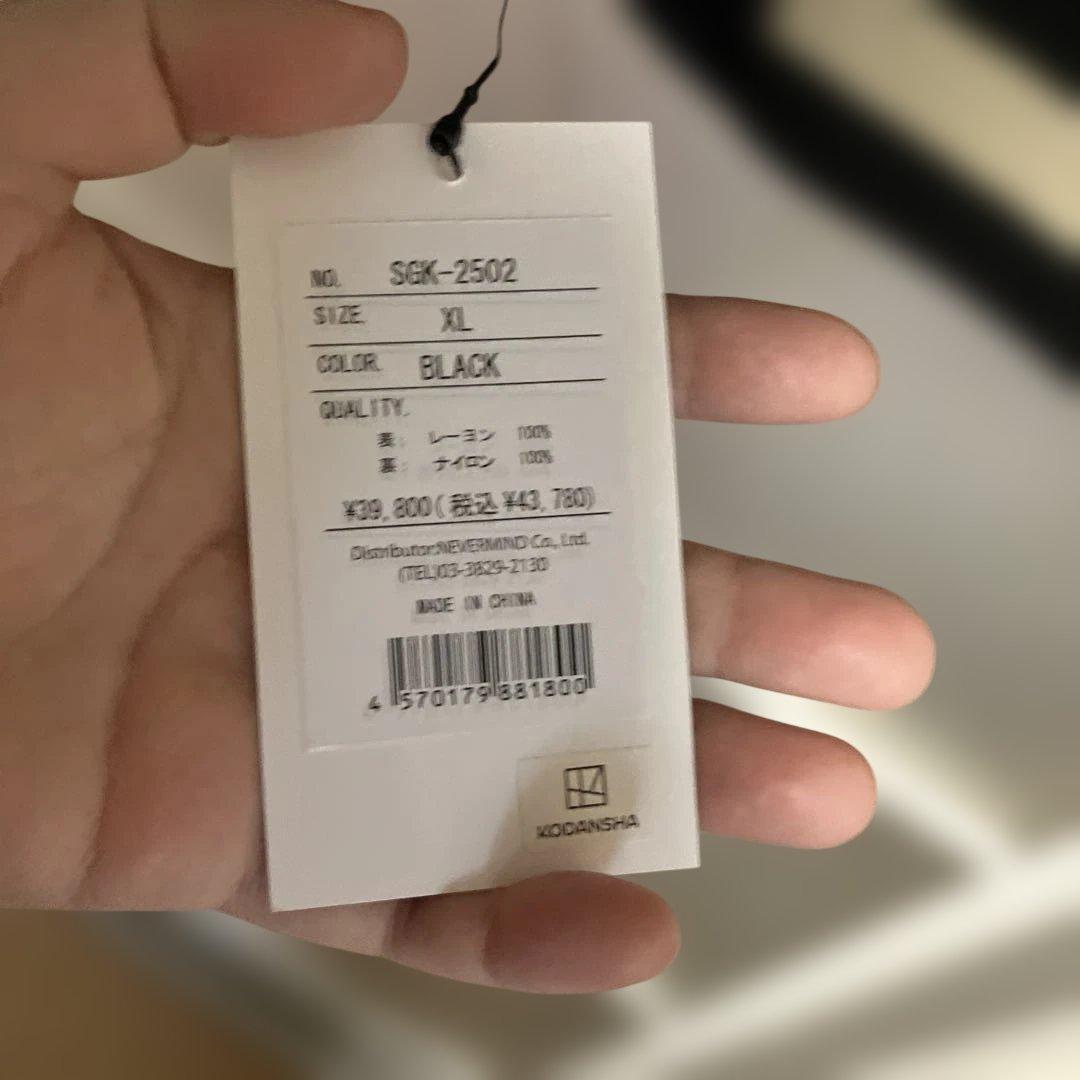 NO. SGK-2502
SIZE. XL
COLOR. BLACK
QUALITY.
表: レーヨン 100%
裏: ナイロン 100%
¥39,800(税込¥43,780)
Distributor:NEVERMIND Co., Ltd.
(TEL)03-3829-2130
MADE IN CHINA
4 570179 881800
KODANSHA